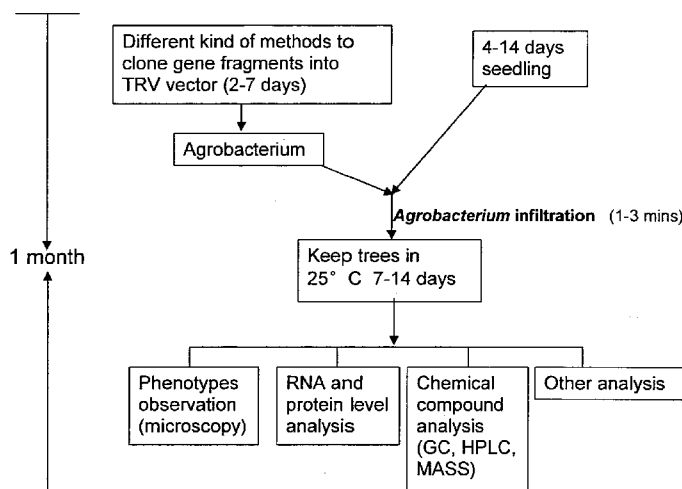 Different kind of methods to
clone gene fragments into
TRV vector (2-7 days)
4-14 days
seedling
Agrobacterium
Agrobacterium infiltration (1-3 mins)
1 month
Keep trees in
25° C 7-14 days
Phenotypes
observation
(microscopy)
RNA and
protein level
analysis
Chemical
compound
analysis
(GC, HPLC,
MASS)
Other analysis